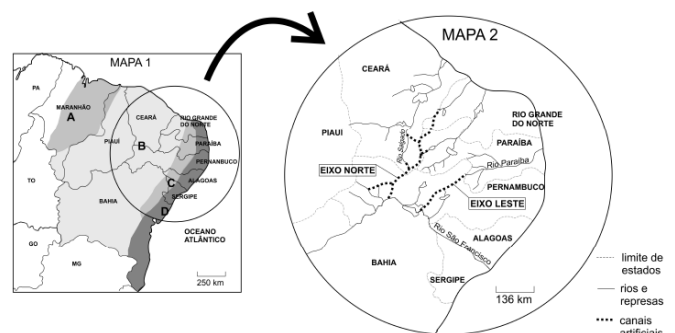 MAPA 1
PA
MARANHÃO
A
CEARÁ
RIO GRANDE
DO NORTE
PIAUÍ
B
PARAÍBA
PERNAMBUCO
C
ALAGOAS
SERGIPE
BAHIA
D
TO
OCEANO
ATLÂNTICO
GO
MG
250 km
MAPA 2
CEARÁ
RIO GRANDE
DO NORTE
PIAUI
Rio Salgado
PARAÍBA
EIXO NORTE
Rio Paraíba
PERNAMBUCO
EIXO LESTE
Rio São Francisco
ALAGOAS
BAHIA
SERGIPE
136 km
limite de
estados
rios e
represas
canais
artificiais